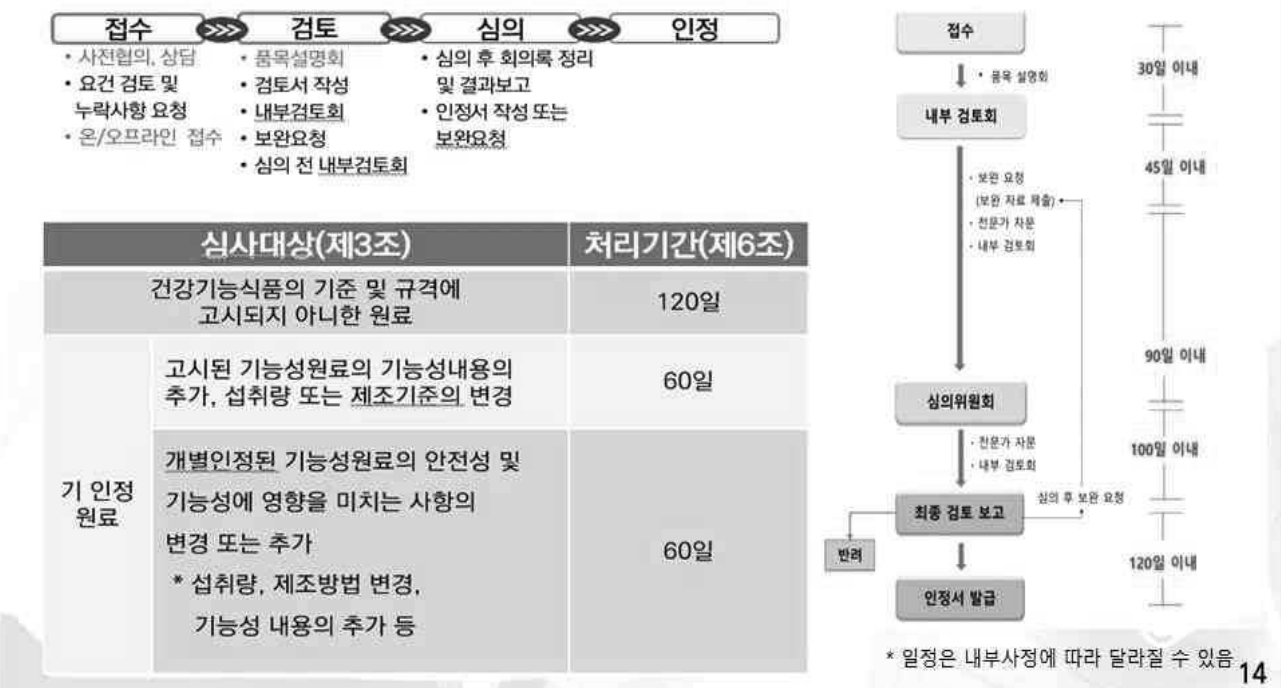 접수 >>> 검토 >>> 심의 >>> 인정
• 사전협의, 상담
• 요건 검토 및
누락사항 요청
• 온/오프라인 접수
• 품목설명회
• 검토서 작성
• 내부검토회
• 보완요청
• 심의 전 내부검토회
• 심의 후 회의록 정리
및 결과보고
• 인정서 작성 또는
보완요청
심사대상(제3조) 처리기간(제6조)
건강기능식품의 기준 및 규격에
고시되지 아니한 원료
120일
기 인정
원료
고시된 기능성원료의 기능성내용의
추가, 섭취량 또는 제조기준의 변경
60일
개별인정된 기능성원료의 안전성 및
기능성에 영향을 미치는 사항의
변경 또는 추가
* 섭취량, 제조방법 변경,
기능성 내용의 추가 등
60일
접수
• 품목 설명회
30일 이내
내부 검토회
45일 이내
· 보완 요청
(보완 자료 제출)
· 전문가 자문
· 내부 검토회
90일 이내
심의위원회
· 전문가 자문
· 내부 검토회
100일 이내
심의 후 보완 요청
최종 검토 보고
반려
120일 이내
인정서 발급
* 일정은 내부사정에 따라 달라질 수 있음
14